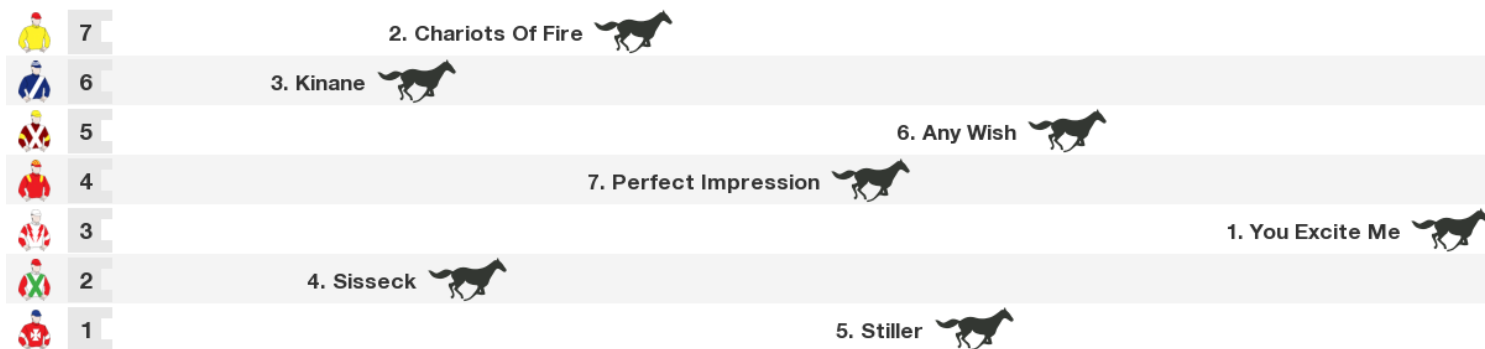 7 2. Chariots Of Fire
6 3. Kinane
5 6. Any Wish
4 7. Perfect Impression
3 1. You Excite Me
2 4. Sisseck
1 5. Stiller